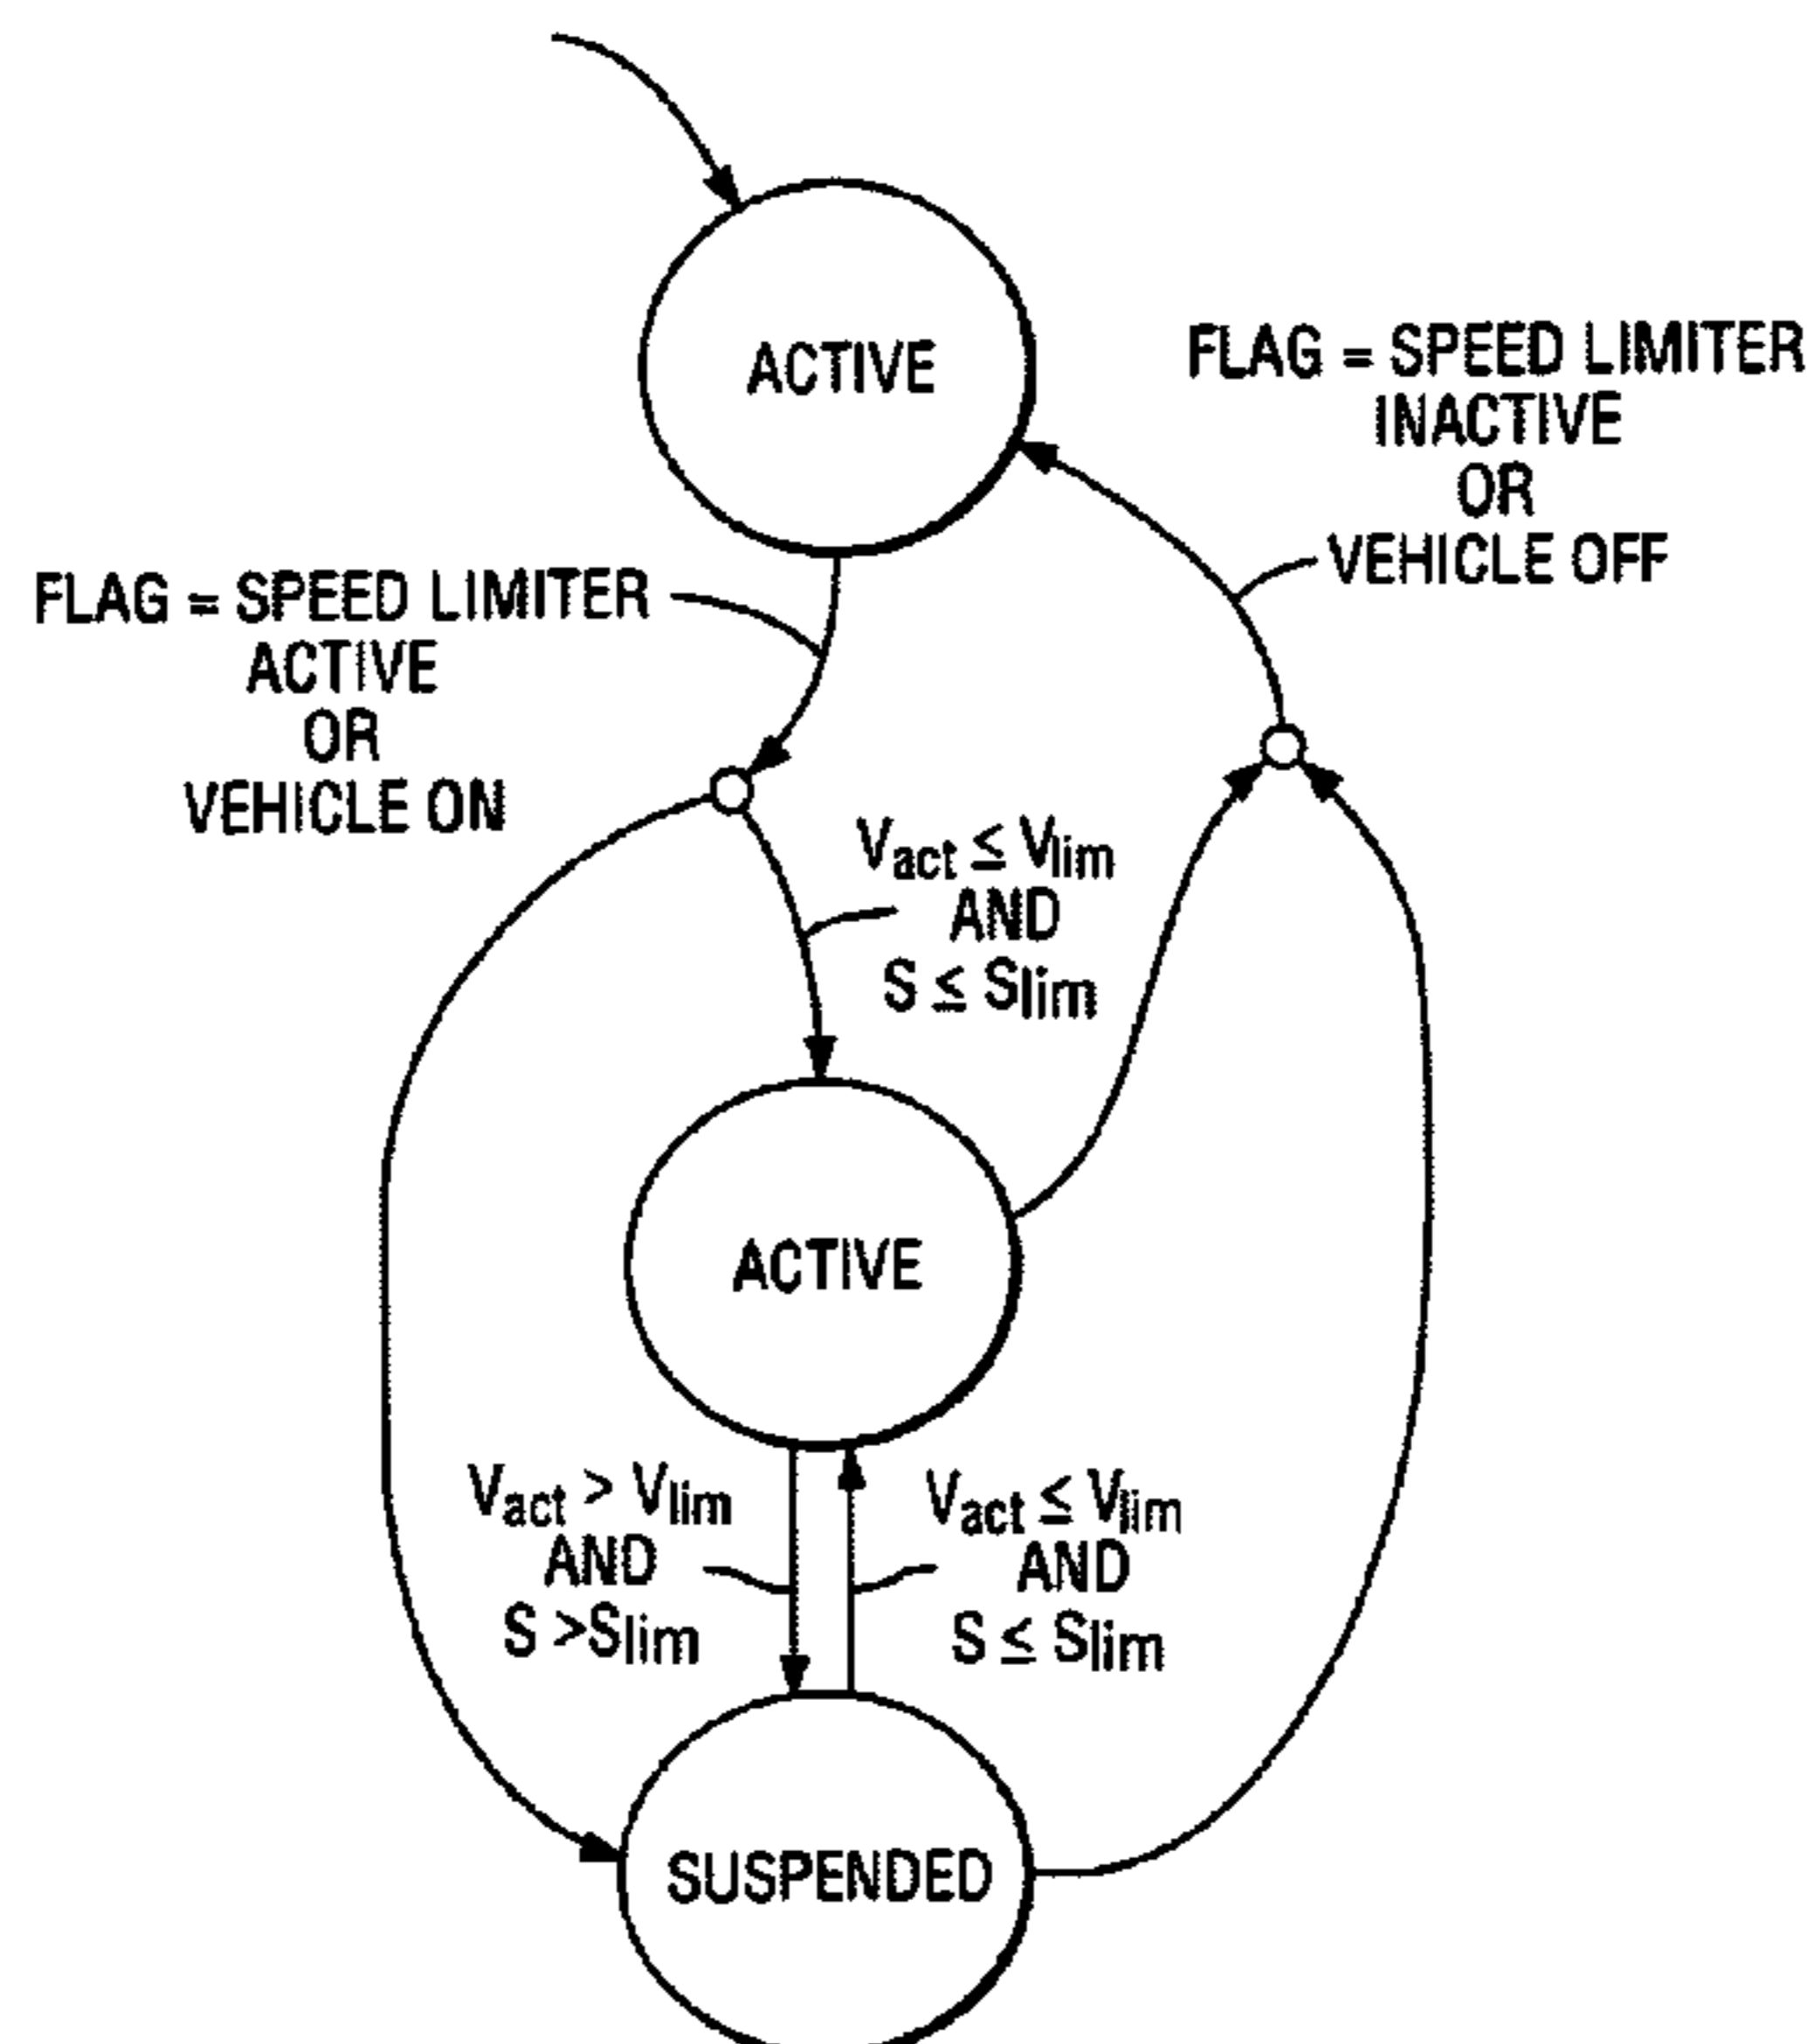 ACTIVE
FLAG = SPEED LIMITER
INACTIVE
OR
VEHICLE OFF
FLAG = SPEED LIMITER
ACTIVE
OR
VEHICLE ON
Vact ≤ Vlim
AND
S ≤ Slim
ACTIVE
Vact > Vlim
AND
S >Slim
Vact ≤ Vlim
AND
S ≤ Slim
SUSPENDED